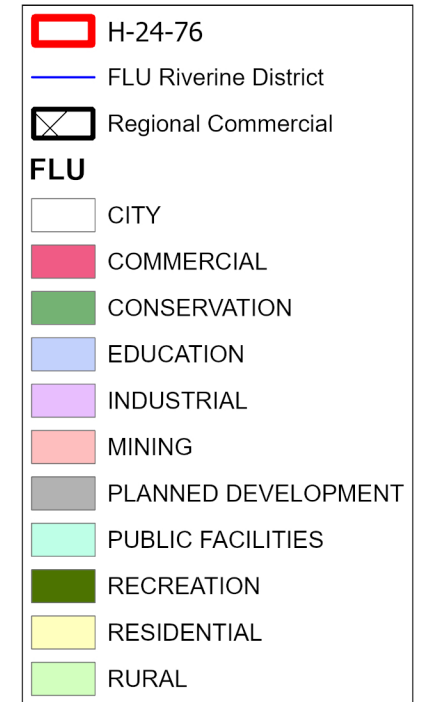 H-24-76
FLU Riverine District
Regional Commercial
FLU
CITY
COMMERCIAL
CONSERVATION
EDUCATION
INDUSTRIAL
MINING
PLANNED DEVELOPMENT
PUBLIC FACILITIES
RECREATION
RESIDENTIAL
RURAL